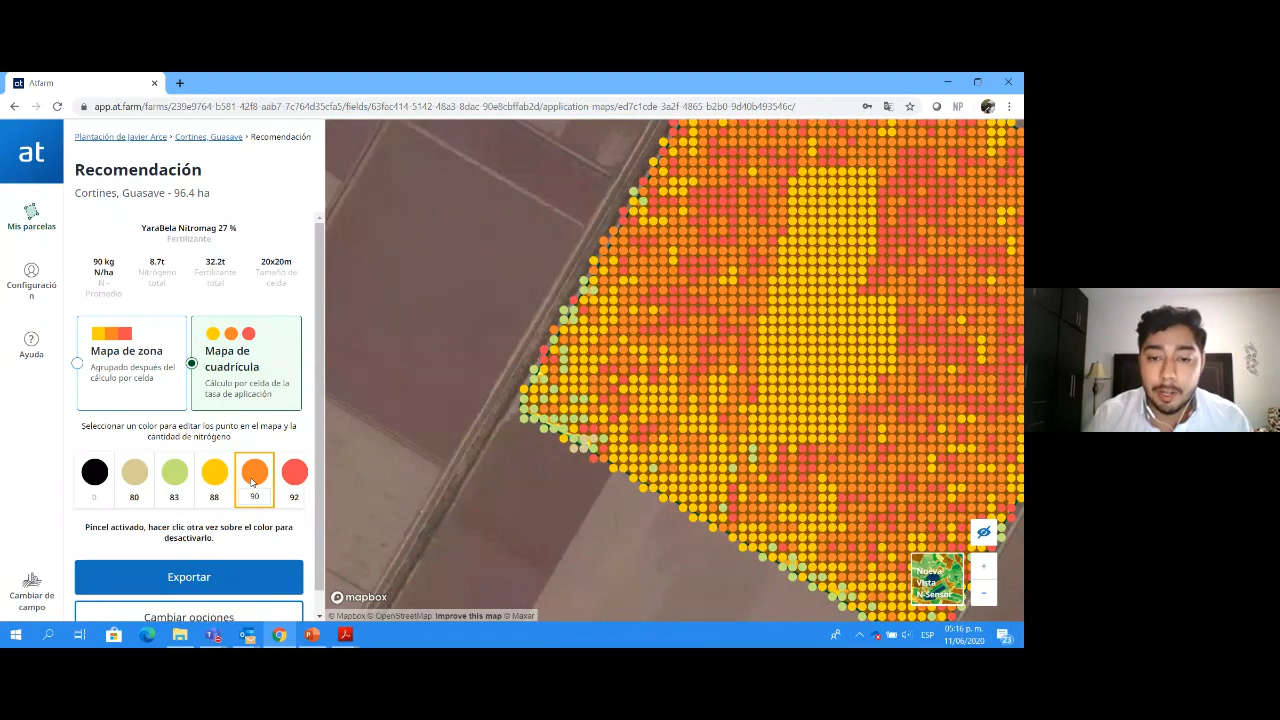 at Atfarm
app.at.farm/farms/239e9764-b581-42f8-aab7-7c764d35cfa5/fields/63fac414-5142-48a3-8dac-90e8cbffab2d/application-maps/ed7c1cde-3a2f-4865-b2b0-9d40b493546c/
NP
at
Mis parcelas
Configuració
n
Ayuda
Cambiar de
campo
Plantación de Javier Arce › Cortines, Guasave › Recomendación
Recomendación
Cortines, Guasave - 96.4 ha
YaraBela Nitromag 27 %
Fertilizante
90 kg 8.7t 32.2t 20x20m
N/ha Nitrógeno Fertilizante Tamaño de
N - total total celda
Promedio
Mapa de zona
Agrupado después del
cálculo por celda
Mapa de
cuadrícula
Cálculo por celda de la
tasa de aplicación
Seleccionar un color para editar los punto en el mapa y la
cantidad de nitrógeno
0 80 83 88 90 92
Pincel activado, hacer clic otra vez sobre el color para
desactivarlo.
Exportar
Cambiar opciones
mapbox
© Mapbox © OpenStreetMap Improve this map © Maxar
Nueva
Vista
N-Sensor
+
−
ESP
05:16 p. m.
11/06/2020
23